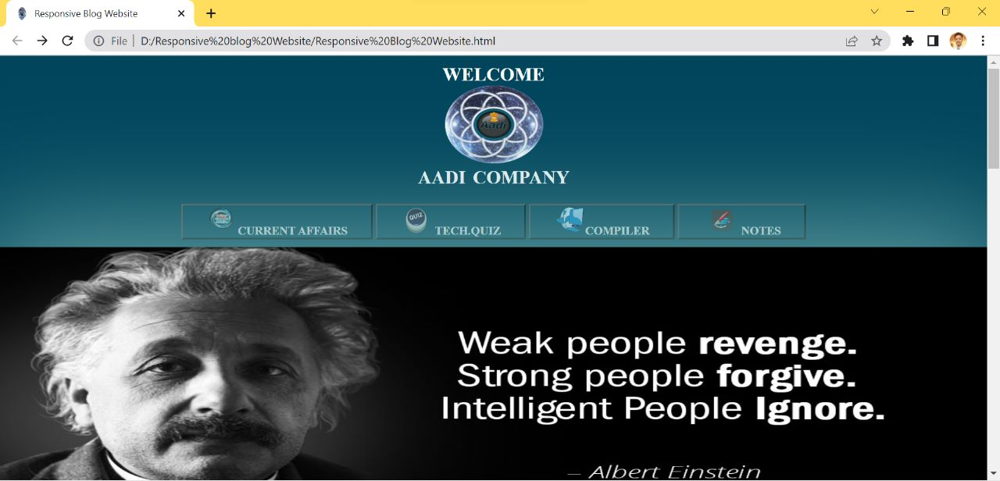 Responsive Blog Website
File | D:/Responsive%20blog%20Website/Responsive%20Blog%20Website.html
WELCOME
Aadi
AADI COMPANY
QUIZ
CURRENT AFFAIRS TECH.QUIZ COMPILER NOTES
Weak people revenge.
Strong people forgive.
Intelligent People Ignore.
– Albert Einstein